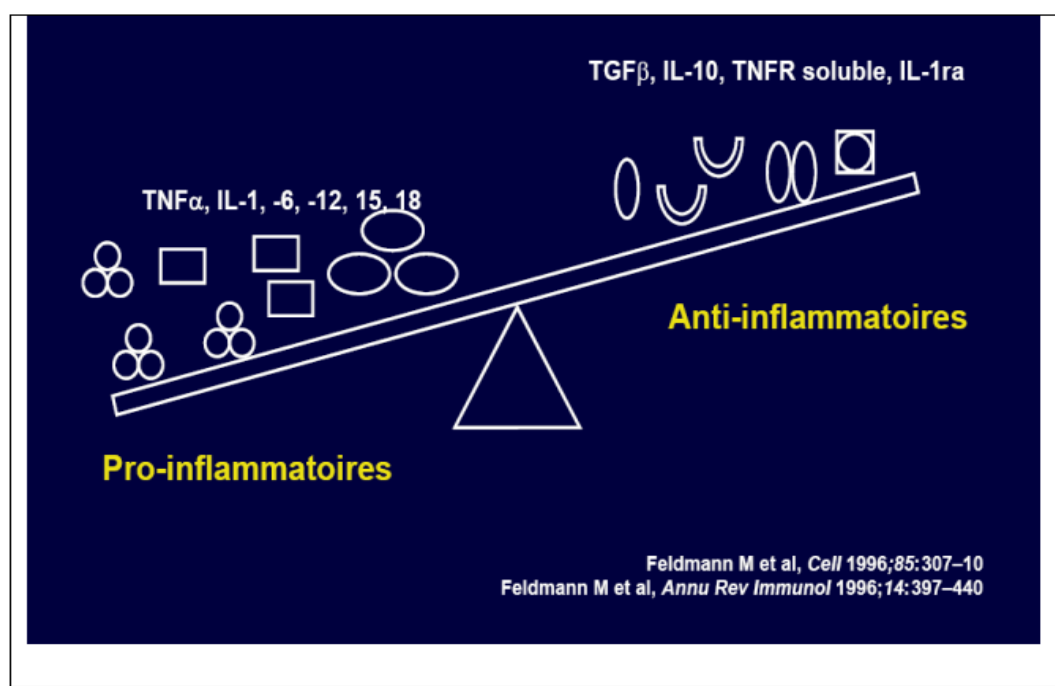 TGFβ, IL-10, TNFR soluble, IL-1ra
TNFα, IL-1, -6, -12, 15, 18
Anti-inflammatoires
Pro-inflammatoires
Feldmann M et al, Cell 1996;85:307–10
Feldmann M et al, Annu Rev Immunol 1996;14:397–440